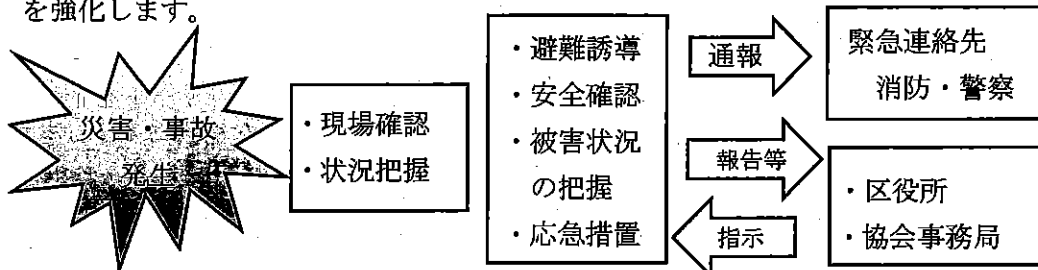 を強化します。
災害・事故
発生
・現場確認
・状況把握
・避難誘導
・安全確認
・被害状況
の把握
・応急措置
通報
報告等
指示
緊急連絡先
消防・警察
・区役所
・協会事務局